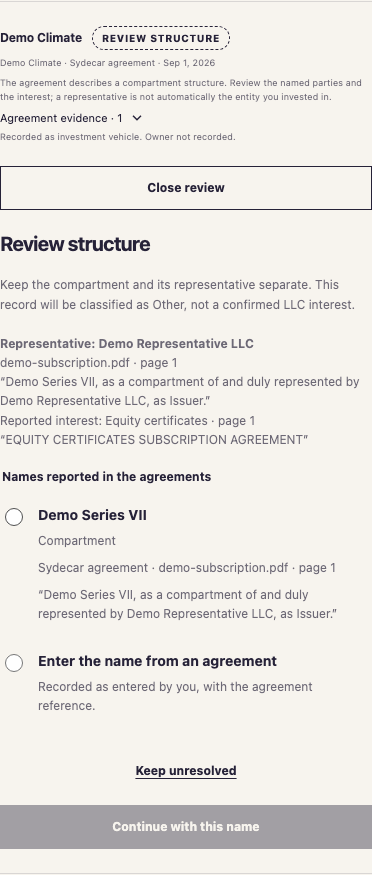 Demo Climate REVIEW STRUCTURE
Demo Climate · Sydecar agreement · Sep 1, 2026
The agreement describes a compartment structure. Review the named parties and
the interest; a representative is not automatically the entity you invested in.
Agreement evidence · 1
Recorded as investment vehicle. Owner not recorded.
Close review
Review structure
Keep the compartment and its representative separate. This
record will be classified as Other, not a confirmed LLC interest.
Representative: Demo Representative LLC
demo-subscription.pdf · page 1
“Demo Series VII, as a compartment of and duly represented by
Demo Representative LLC, as Issuer.”
Reported interest: Equity certificates · page 1
“EQUITY CERTIFICATES SUBSCRIPTION AGREEMENT”
Names reported in the agreements
Demo Series VII
Compartment
Sydecar agreement · demo-subscription.pdf · page 1
“Demo Series VII, as a compartment of and duly
represented by Demo Representative LLC, as Issuer.”
Enter the name from an agreement
Recorded as entered by you, with the agreement
reference.
Keep unresolved
Continue with this name